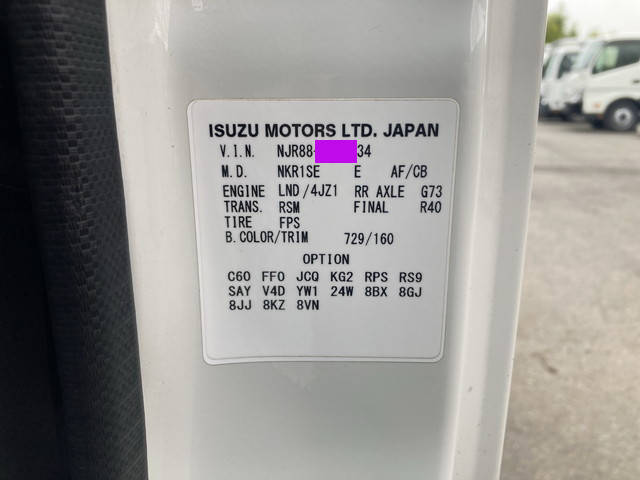 ISUZU MOTORS LTD. JAPAN
V.I.N. NJR88- 34
M.D. NKR1SE E AF/CB
ENGINE LND/4JZ1 RR AXLE G73
TRANS. RSM FINAL R40
TIRE FPS
B.COLOR/TRIM 729/160
OPTION
C60 FF0 JCQ KG2 RPS RS9
SAY V4D YW1 24W 8BX 8GJ
8JJ 8KZ 8VN